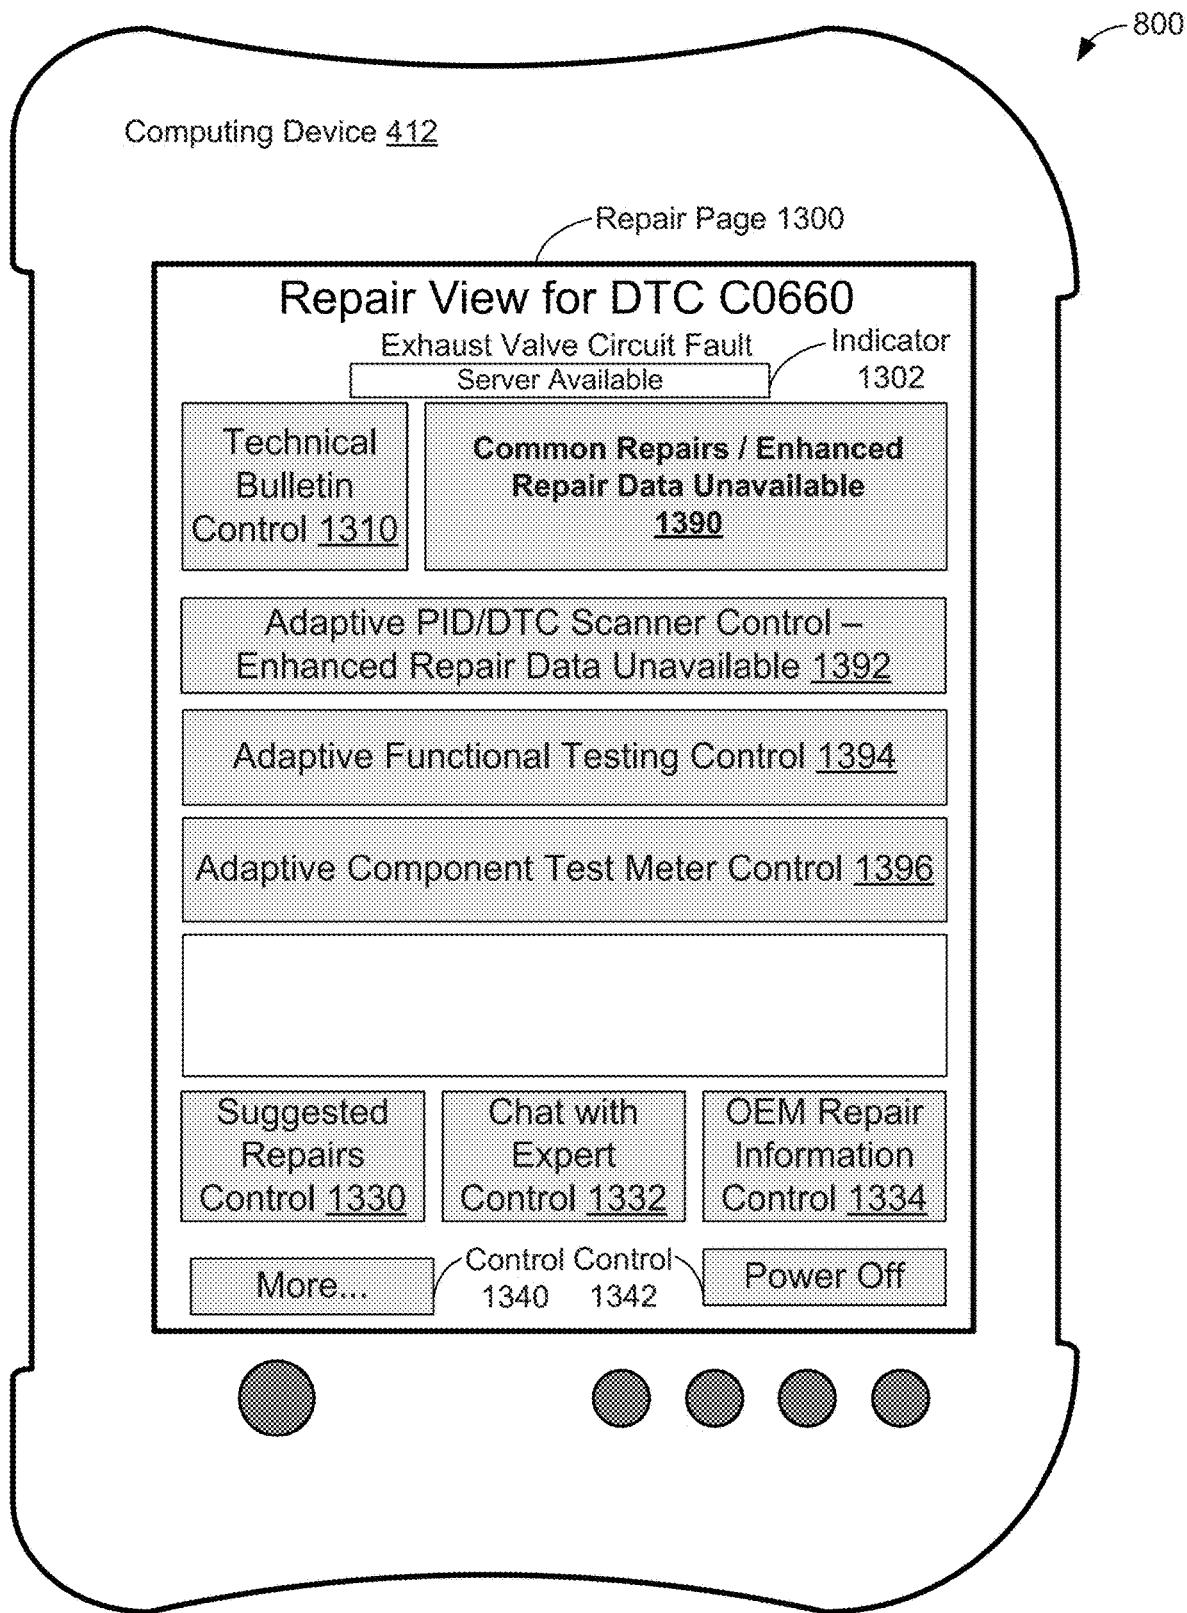 800
Computing Device 412
Repair Page 1300
Repair View for DTC C0660
Exhaust Valve Circuit Fault
Indicator
1302
Server Available
Technical
Bulletin
Control 1310
Common Repairs / Enhanced
Repair Data Unavailable
1390
Adaptive PID/DTC Scanner Control –
Enhanced Repair Data Unavailable 1392
Adaptive Functional Testing Control 1394
Adaptive Component Test Meter Control 1396
Suggested
Repairs
Control 1330
Chat with
Expert
Control 1332
OEM Repair
Information
Control 1334
More...
Control
1340
Control
1342
Power Off